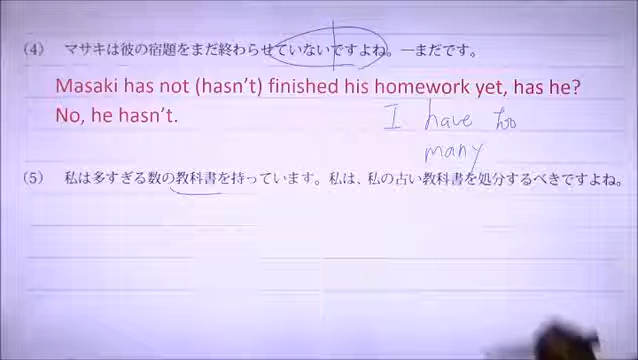 (4) マサキは彼の宿題をまだ終わらせていないですよね。―まだです。
Masaki has not (hasn't) finished his homework yet, has he?
No, he hasn't.
I have too
many
(5) 私は多すぎる数の教科書を持っています。私は、私の古い教科書を処分するべきですよね。